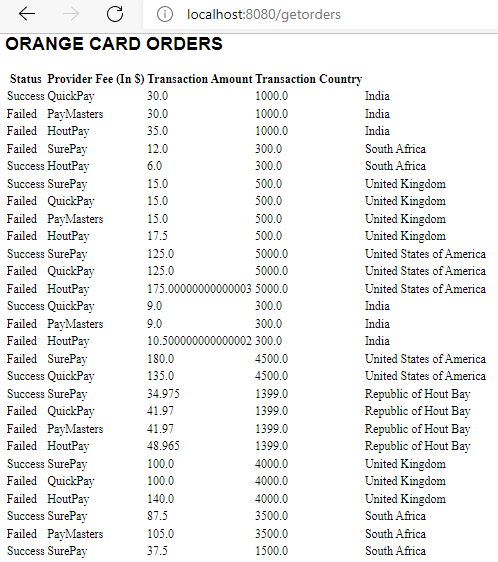 localhost:8080/getorders
ORANGE CARD ORDERS
Status Provider Fee (In $) Transaction Amount Transaction Country
Success QuickPay 30.0 1000.0 India
Failed PayMasters 30.0 1000.0 India
Failed HoutPay 35.0 1000.0 India
Failed SurePay 12.0 300.0 South Africa
Success HoutPay 6.0 300.0 South Africa
Success SurePay 15.0 500.0 United Kingdom
Failed QuickPay 15.0 500.0 United Kingdom
Failed PayMasters 15.0 500.0 United Kingdom
Failed HoutPay 17.5 500.0 United Kingdom
Success SurePay 125.0 5000.0 United States of America
Failed QuickPay 125.0 5000.0 United States of America
Failed HoutPay 175.00000000000003 5000.0 United States of America
Success QuickPay 9.0 300.0 India
Failed PayMasters 9.0 300.0 India
Failed HoutPay 10.500000000000002 300.0 India
Failed SurePay 180.0 4500.0 United States of America
Success QuickPay 135.0 4500.0 United States of America
Success SurePay 34.975 1399.0 Republic of Hout Bay
Failed QuickPay 41.97 1399.0 Republic of Hout Bay
Failed PayMasters 41.97 1399.0 Republic of Hout Bay
Failed HoutPay 48.965 1399.0 Republic of Hout Bay
Success SurePay 100.0 4000.0 United Kingdom
Failed QuickPay 100.0 4000.0 United Kingdom
Failed HoutPay 140.0 4000.0 United Kingdom
Success SurePay 87.5 3500.0 South Africa
Failed PayMasters 105.0 3500.0 South Africa
Success SurePay 37.5 1500.0 South Africa